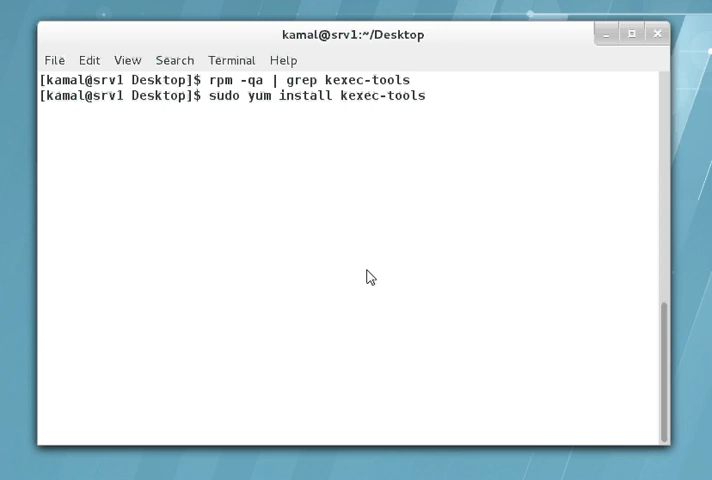 kamal@srv1:~/Desktop
File Edit View Search Terminal Help
[kamal@srv1 Desktop]$ rpm -qa | grep kexec-tools
[kamal@srv1 Desktop]$ sudo yum install kexec-tools